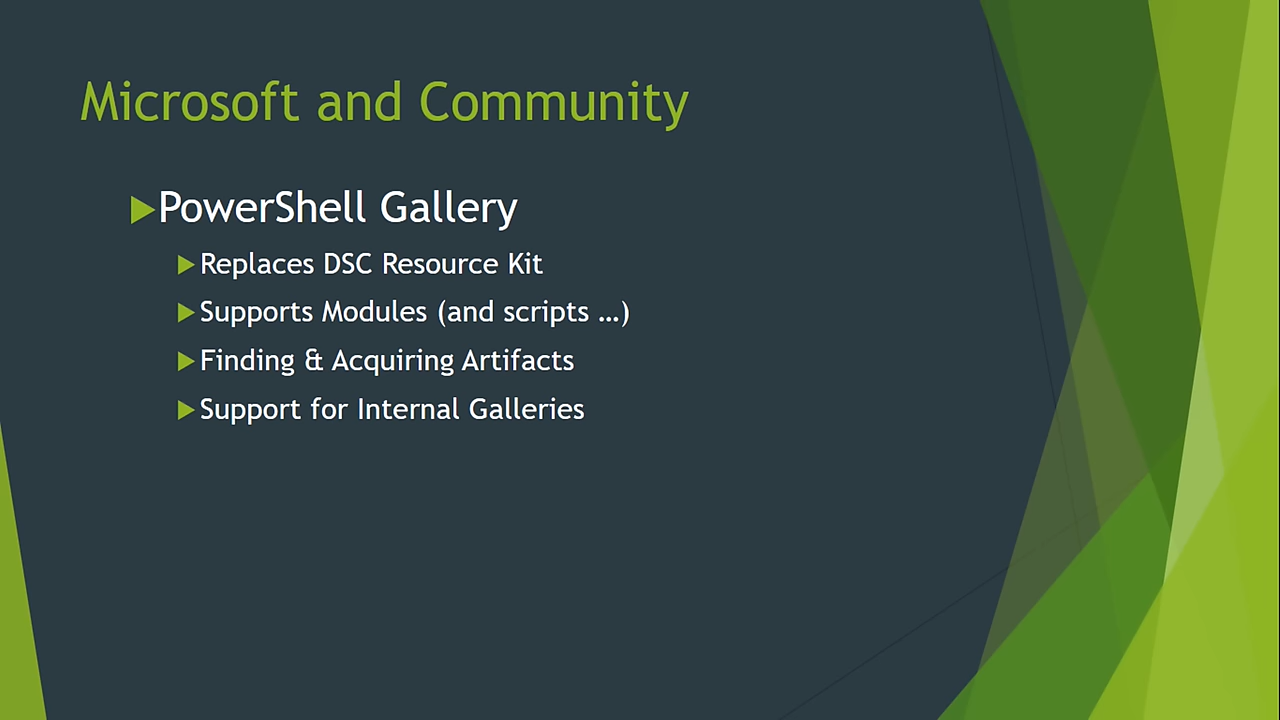 Microsoft and Community
PowerShell Gallery
Replaces DSC Resource Kit
Supports Modules (and scripts …)
Finding & Acquiring Artifacts
Support for Internal Galleries